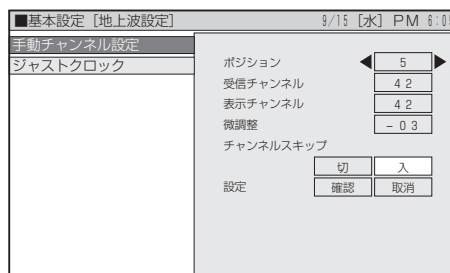 ■基本設定［地上波設定］ 9/15 ［水］ PM 6:05
手動チャンネル設定
ジャストクロック
ポジション ◀ 5 ▶
受信チャンネル 42
表示チャンネル 42
微調整 −03
チャンネルスキップ
切 入
設定 確認 取消